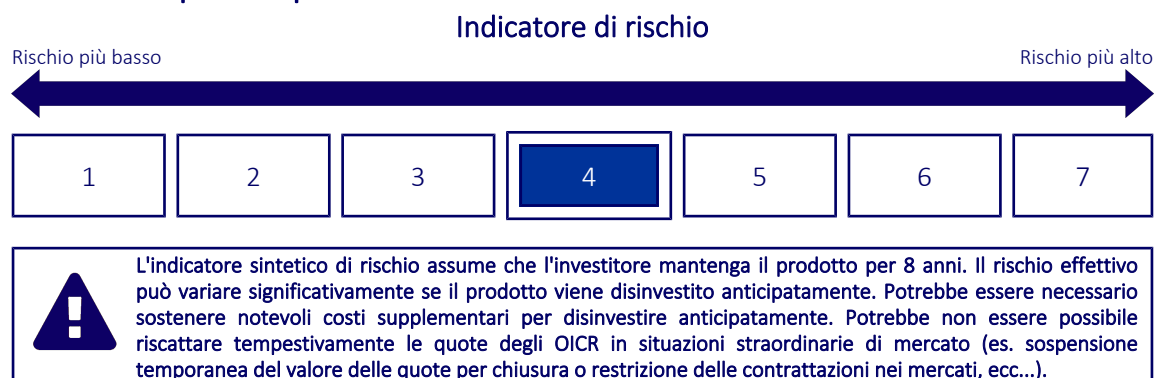 Indicatore di rischio
Rischio più basso
Rischio più alto
1 2 3 4 5 6 7
L'indicatore sintetico di rischio assume che l'investitore mantenga il prodotto per 8 anni. Il rischio effettivo
può variare significativamente se il prodotto viene disinvestito anticipatamente. Potrebbe essere necessario
sostenere notevoli costi supplementari per disinvestire anticipatamente. Potrebbe non essere possibile
riscattare tempestivamente le quote degli OICR in situazioni straordinarie di mercato (es. sospensione
temporanea del valore delle quote per chiusura o restrizione delle contrattazioni nei mercati, ecc...).